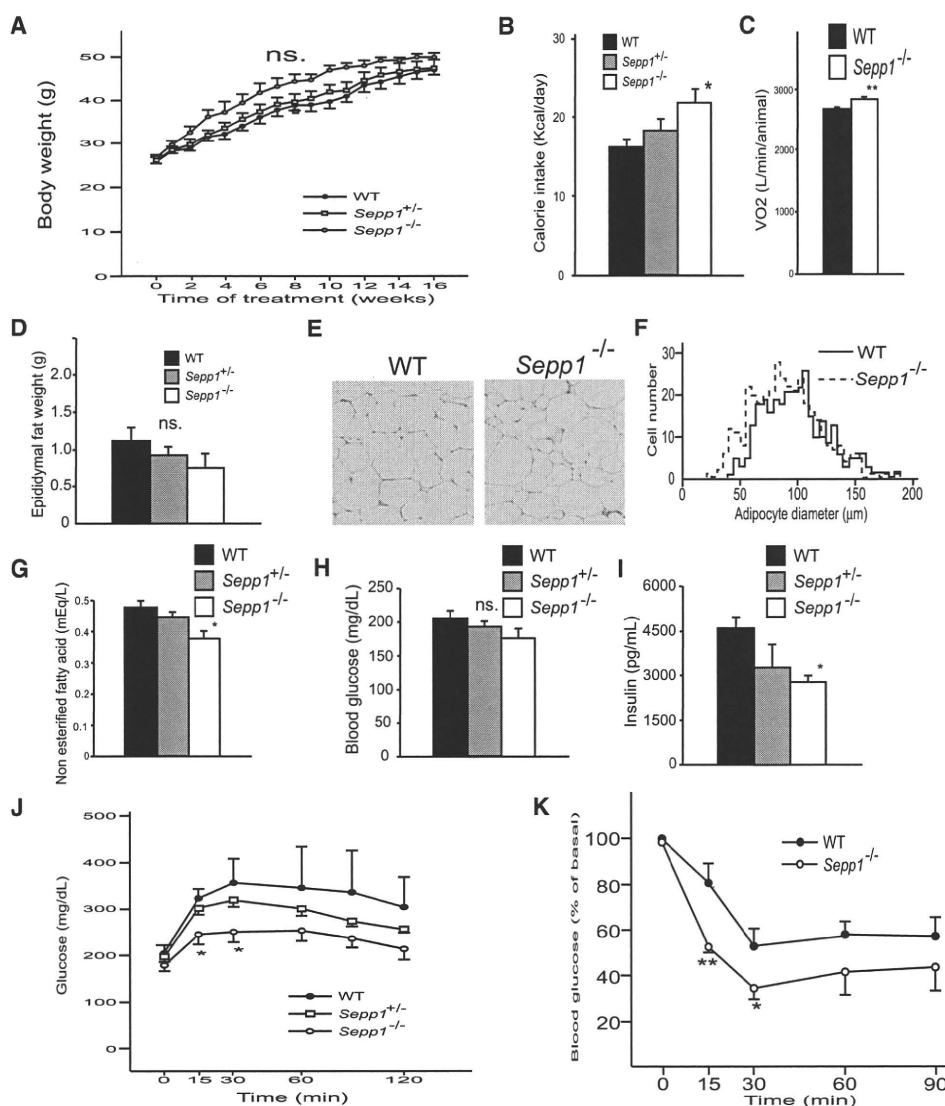 A
Body weight (g)
50
40
30
20
10
0
ns.
WT
Sepp1+/-
Sepp1-/-
0 2 4 6 8 10 12 14 16
Time of treatment (weeks)
B
WT
Sepp1+/-
Sepp1-/-
Calorie intake (Kcal/day)
30
20
10
0
*
C
WT
Sepp1-/-
VO2 (L/min/animal)
3000
2000
1000
0
**
D
WT
Sepp1+/-
Sepp1-/-
Epididymal fat weight (g)
2.0
1.5
1.0
0.5
0
ns.
E
WT
Sepp1-/-
F
WT
Sepp1-/-
Cell number
30
20
10
0
0 50 100 150 200
Adipocyte diameter (μm)
G
WT
Sepp1+/-
Sepp1-/-
Non esterified fatty acid (mEq/L)
0.5
0.4
0.3
0.2
0.1
0
*
H
WT
Sepp1+/-
Sepp1-/-
Blood glucose (mg/dL)
250
200
150
100
50
0
ns.
I
WT
Sepp1+/-
Sepp1-/-
Insulin (pg/mL)
6000
4500
3000
1500
0
*
J
Glucose (mg/dL)
500
400
300
200
100
0
* *
WT
Sepp1+/-
Sepp1-/-
0 15 30 60 120
Time (min)
K
Blood glucose (% of basal)
100
80
60
40
20
WT
Sepp1-/-
**
*
0 15 30 60 90
Time (min)